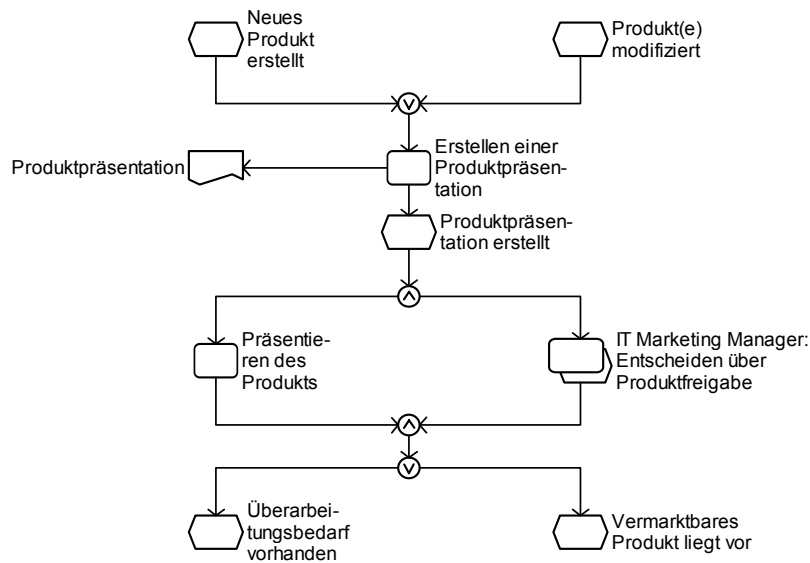 Neues
Produkt
erstellt
Produkt(e)
modifiziert
Erstellen einer
Produktpräsen-
tation
Produktpräsentation
Produktpräsen-
tation erstellt
Präsentie-
ren des
Produkts
IT Marketing Manager:
Entscheiden über
Produktfreigabe
Überarbei-
tungsbedarf
vorhanden
Vermarktbares
Produkt liegt vor